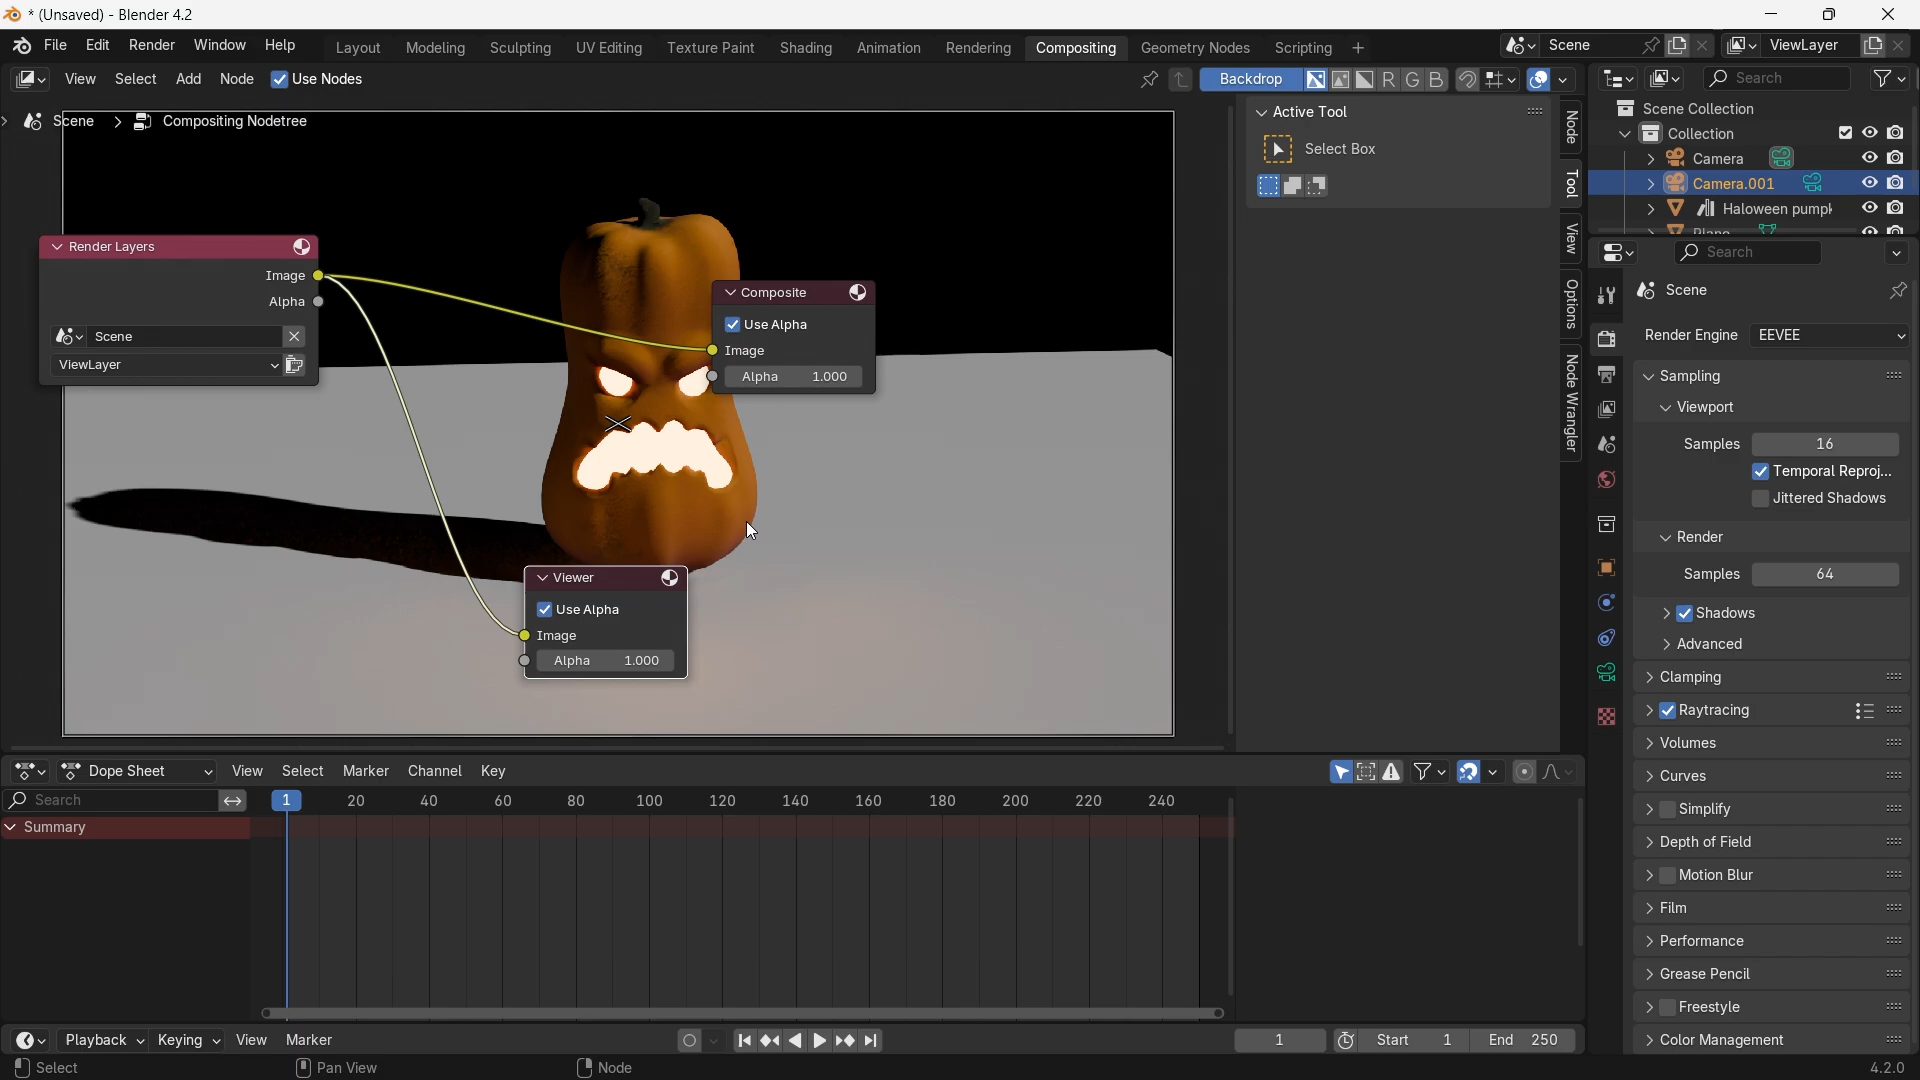 * (Unsaved) - Blender 4.2
File Edit Render Window Help
Layout Modeling Sculpting UV Editing Texture Paint Shading Animation Rendering Compositing Geometry Nodes Scripting +
Scene
ViewLayer
View Select Add Node Use Nodes
Backdrop R G B
Search
Scene > Compositing Nodetree
Active Tool
Select Box
Node
Tool
View
Options
Node Wrangler
Scene Collection
Collection
Camera
Camera.001
Haloween pumpl
Plane
Search
Scene
Render Engine EEVEE
Sampling
Viewport
Samples 16
Temporal Reproj...
Jittered Shadows
Render
Samples 64
Shadows
Advanced
Clamping
Raytracing
Volumes
Curves
Simplify
Depth of Field
Motion Blur
Film
Performance
Grease Pencil
Freestyle
Color Management
Render Layers
Image
Alpha
Scene
ViewLayer
Composite
Use Alpha
Image
Alpha 1.000
Viewer
Use Alpha
Image
Alpha 1.000
Dope Sheet View Select Marker Channel Key
Search
1 20 40 60 80 100 120 140 160 180 200 220 240
Summary
Playback Keying View Marker
1 Start 1 End 250
Select Pan View Node 4.2.0